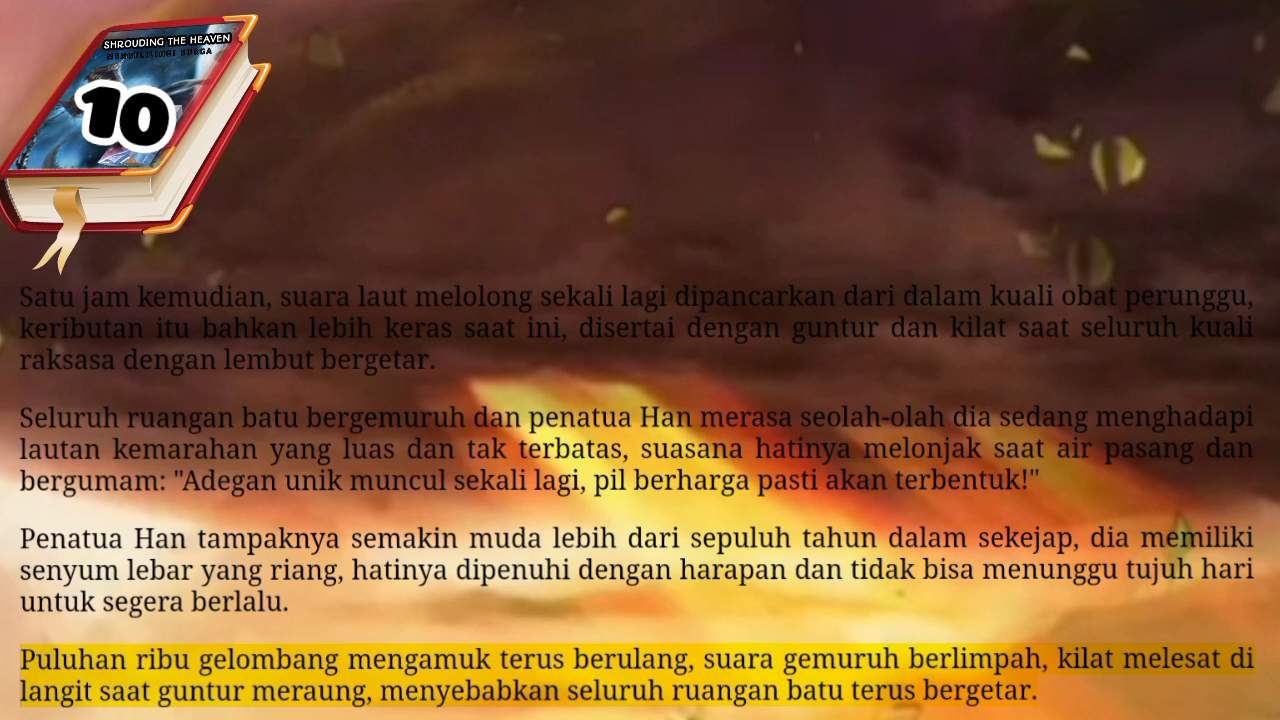 SHROUDING THE HEAVEN
10
Satu jam kemudian, suara laut melolong sekali lagi dipancarkan dari dalam kuali obat perunggu,
keributan itu bahkan lebih keras saat ini, disertai dengan guntur dan kilat saat seluruh kuali
raksasa dengan lembut bergetar.
Seluruh ruangan batu bergemuruh dan penatua Han merasa seolah-olah dia sedang menghadapi
lautan kemarahan yang luas dan tak terbatas, suasana hatinya melonjak saat air pasang dan
bergumam: "Adegan unik muncul sekali lagi, pil berharga pasti akan terbentuk!"
Penatua Han tampaknya semakin muda lebih dari sepuluh tahun dalam sekejap, dia memiliki
senyum lebar yang riang, hatinya dipenuhi dengan harapan dan tidak bisa menunggu tujuh hari
untuk segera berlalu.
Puluhan ribu gelombang mengamuk terus berulang, suara gemuruh berlimpah, kilat melesat di
langit saat guntur meraung, menyebabkan seluruh ruangan batu terus bergetar.